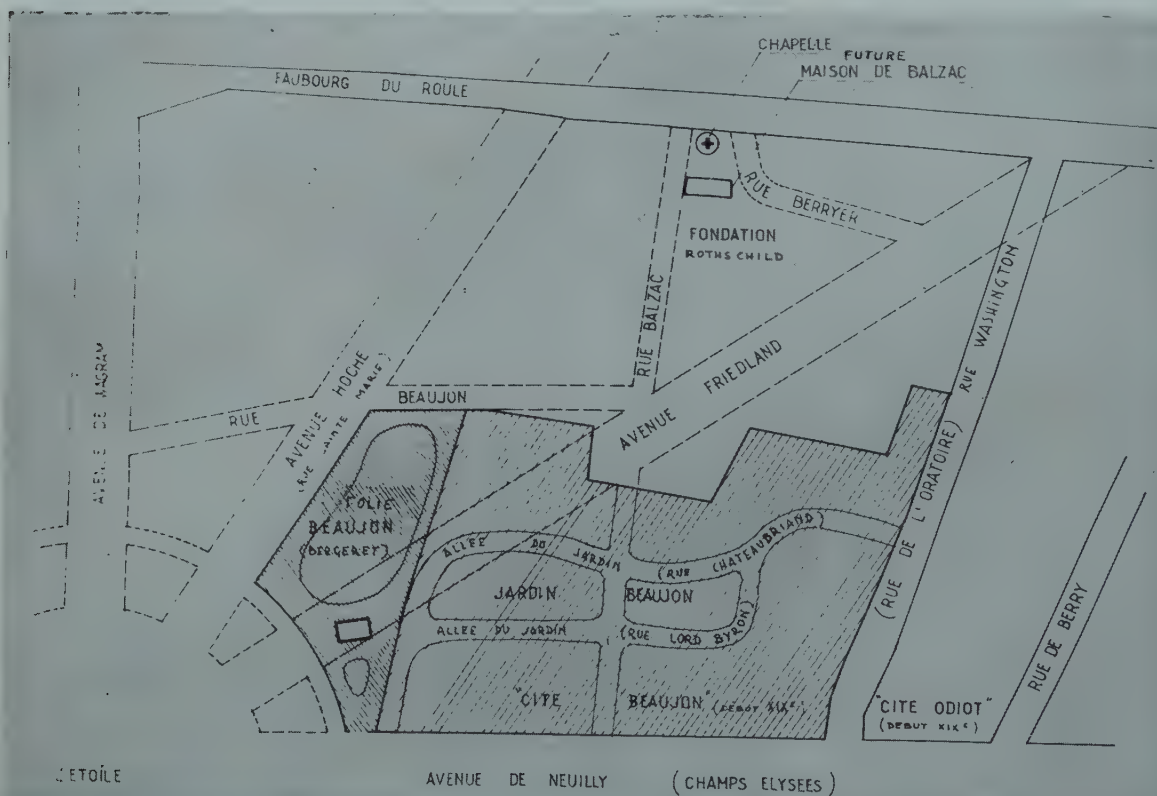 CHAPELLE
FUTURE
MAISON DE BALZAC
FAUBOURG DU ROULE
RUE BERRYER
FONDATION
ROTHSCHILD
RUE BALZAC
RUE WASHINGTON
(RUE DE L'ORATOIRE)
AVENUE FRIEDLAND
AVENUE HOCHE
(RUE SAINTE MARIE)
AVENUE DE WAGRAM
RUE BEAUJON
FOLIE
BEAUJON
(BERGERET)
ALLEE DU JARDIN
(RUE CHATEAUBRIAND)
JARDIN BEAUJON
ALLEE DU JARDIN
(RUE LORD BYRON)
"CITE BEAUJON" (DEBUT XIXe)
RUE DE BERRY
"CITE ODIOT"
(DEBUT XIXe)
L'ETOÎLE
AVENUE DE NEUILLY (CHAMPS ELYSEES)